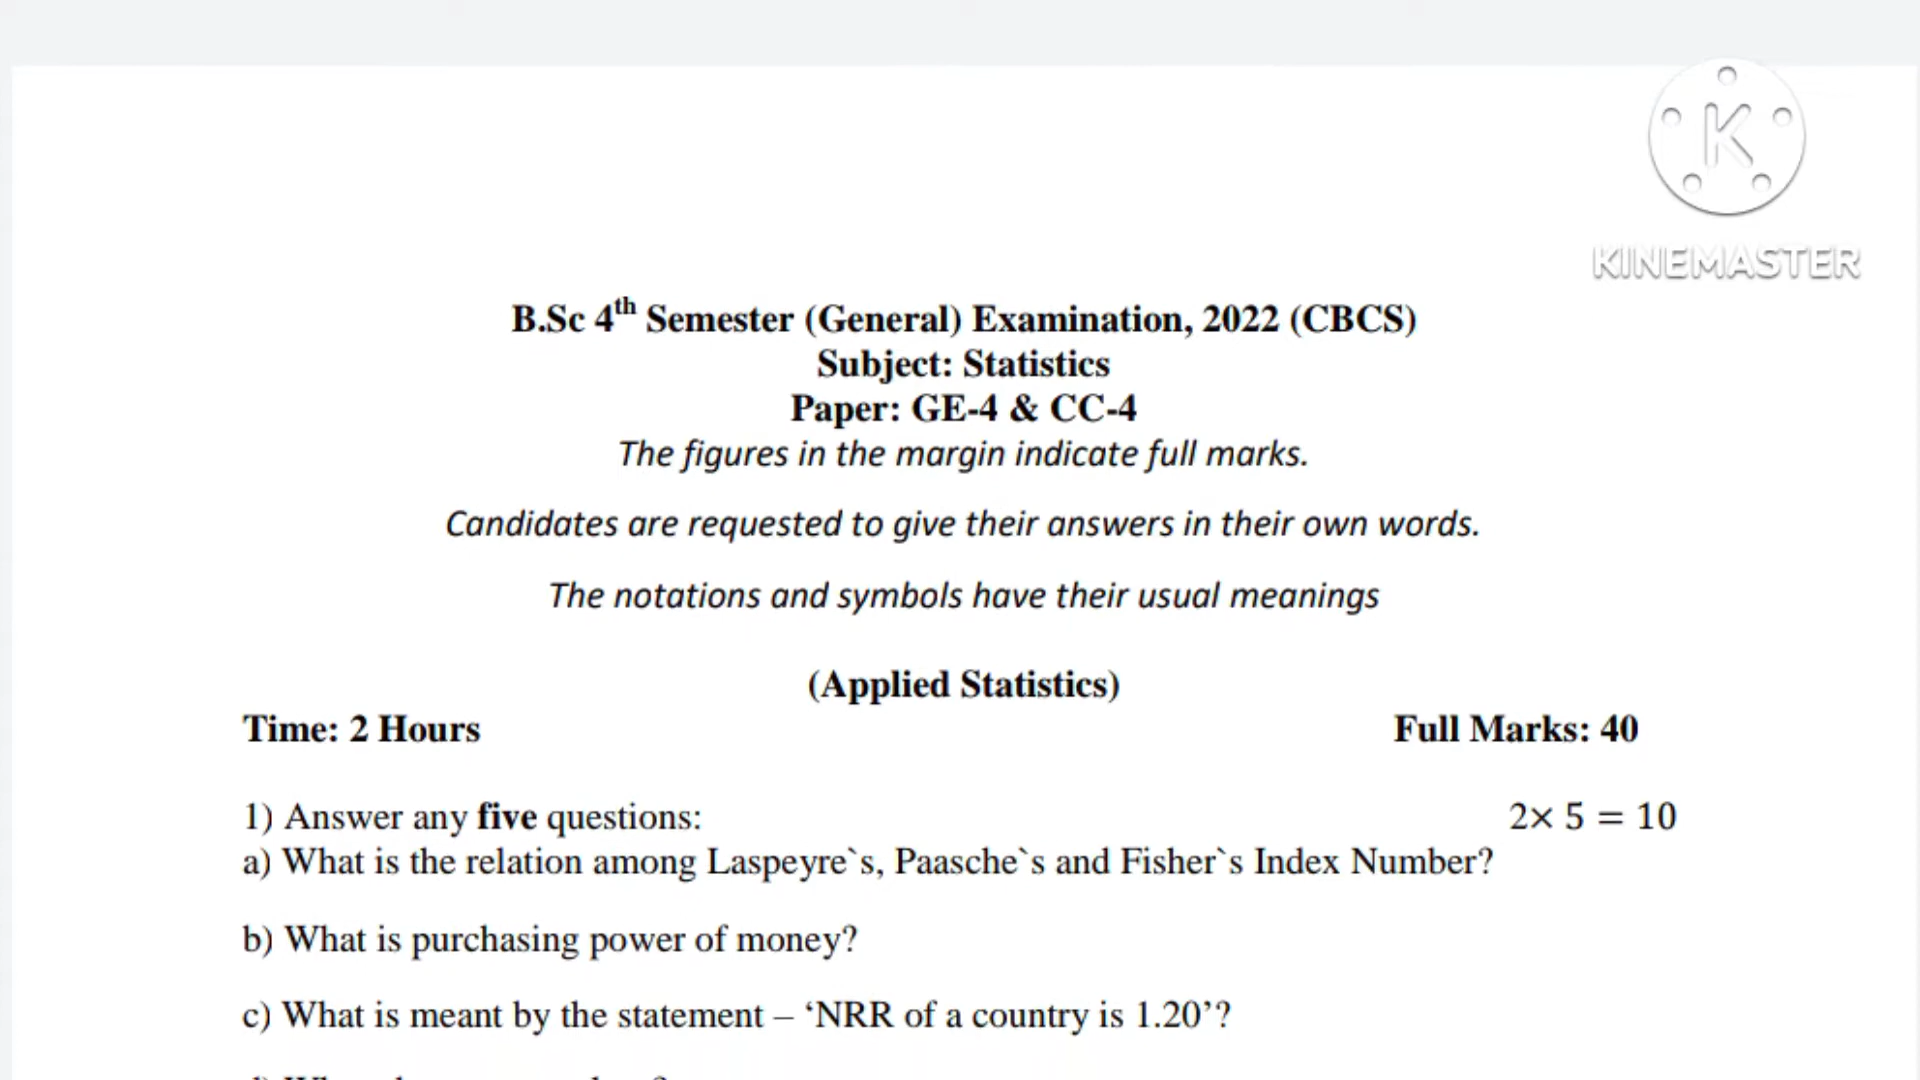 K
KINEMASTER
B.Sc 4th Semester (General) Examination, 2022 (CBCS)
Subject: Statistics
Paper: GE-4 & CC-4
The figures in the margin indicate full marks.
Candidates are requested to give their answers in their own words.
The notations and symbols have their usual meanings
(Applied Statistics)
Time: 2 Hours Full Marks: 40
1) Answer any five questions: 2× 5 = 10
a) What is the relation among Laspeyre`s, Paasche`s and Fisher`s Index Number?
b) What is purchasing power of money?
c) What is meant by the statement – ‘NRR of a country is 1.20’?